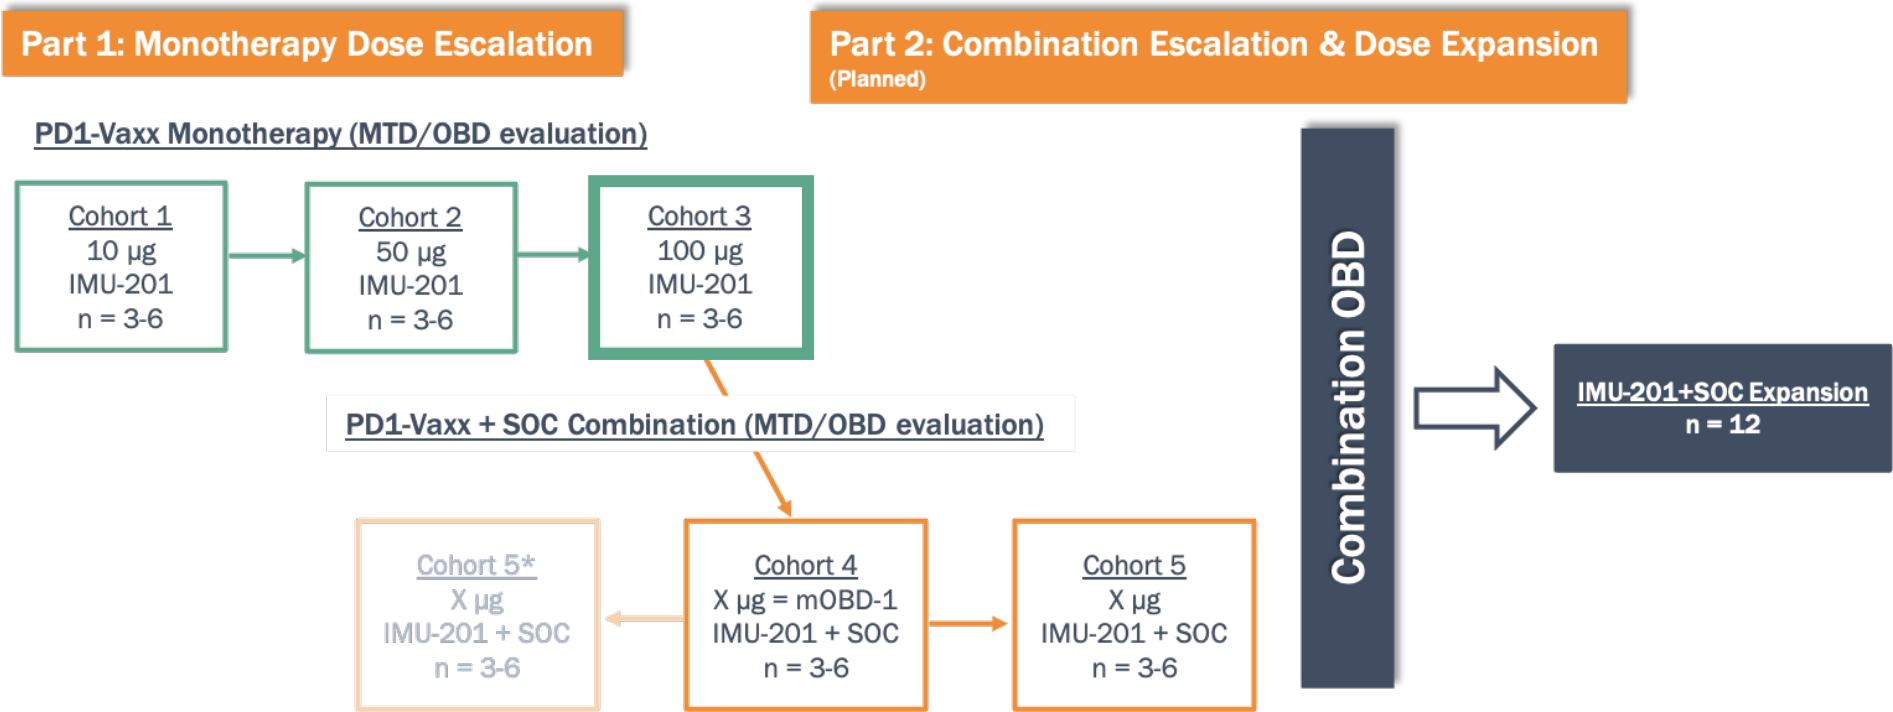 Part 1: Monotherapy Dose Escalation
Part 2: Combination Escalation & Dose Expansion
(Planned)
PD1-Vaxx Monotherapy (MTD/OBD evaluation)
Cohort 1
10 µg
IMU-201
n = 3-6
Cohort 2
50 µg
IMU-201
n = 3-6
Cohort 3
100 µg
IMU-201
n = 3-6
PD1-Vaxx + SOC Combination (MTD/OBD evaluation)
Cohort 5*
X µg
IMU-201 + SOC
n = 3-6
Cohort 4
X µg = mOBD-1
IMU-201 + SOC
n = 3-6
Cohort 5
X µg
IMU-201 + SOC
n = 3-6
Combination OBD
IMU-201+SOC Expansion
n = 12